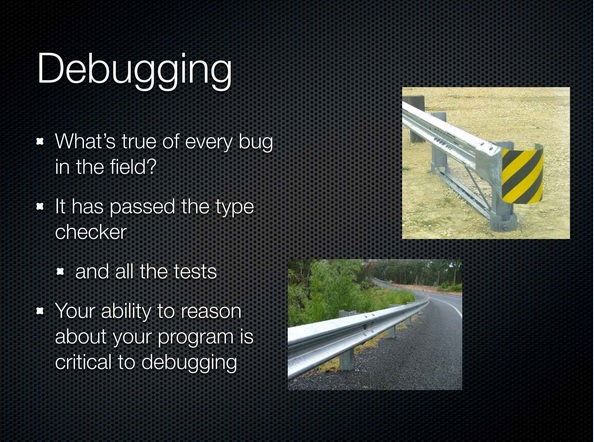 Debugging
What's true of every bug
in the field?
It has passed the type
checker
and all the tests
Your ability to reason
about your program is
critical to debugging